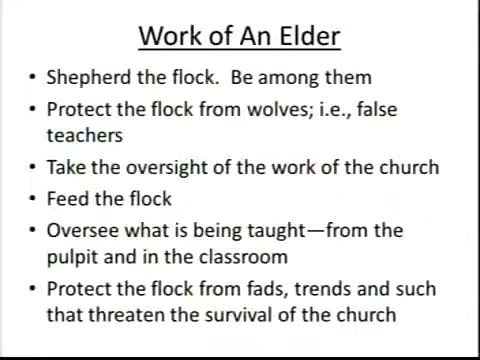 Work of An Elder
• Shepherd the flock.  Be among them
• Protect the flock from wolves; i.e., false
teachers
• Take the oversight of the work of the church
• Feed the flock
• Oversee what is being taught—from the
pulpit and in the classroom
• Protect the flock from fads, trends and such
that threaten the survival of the church